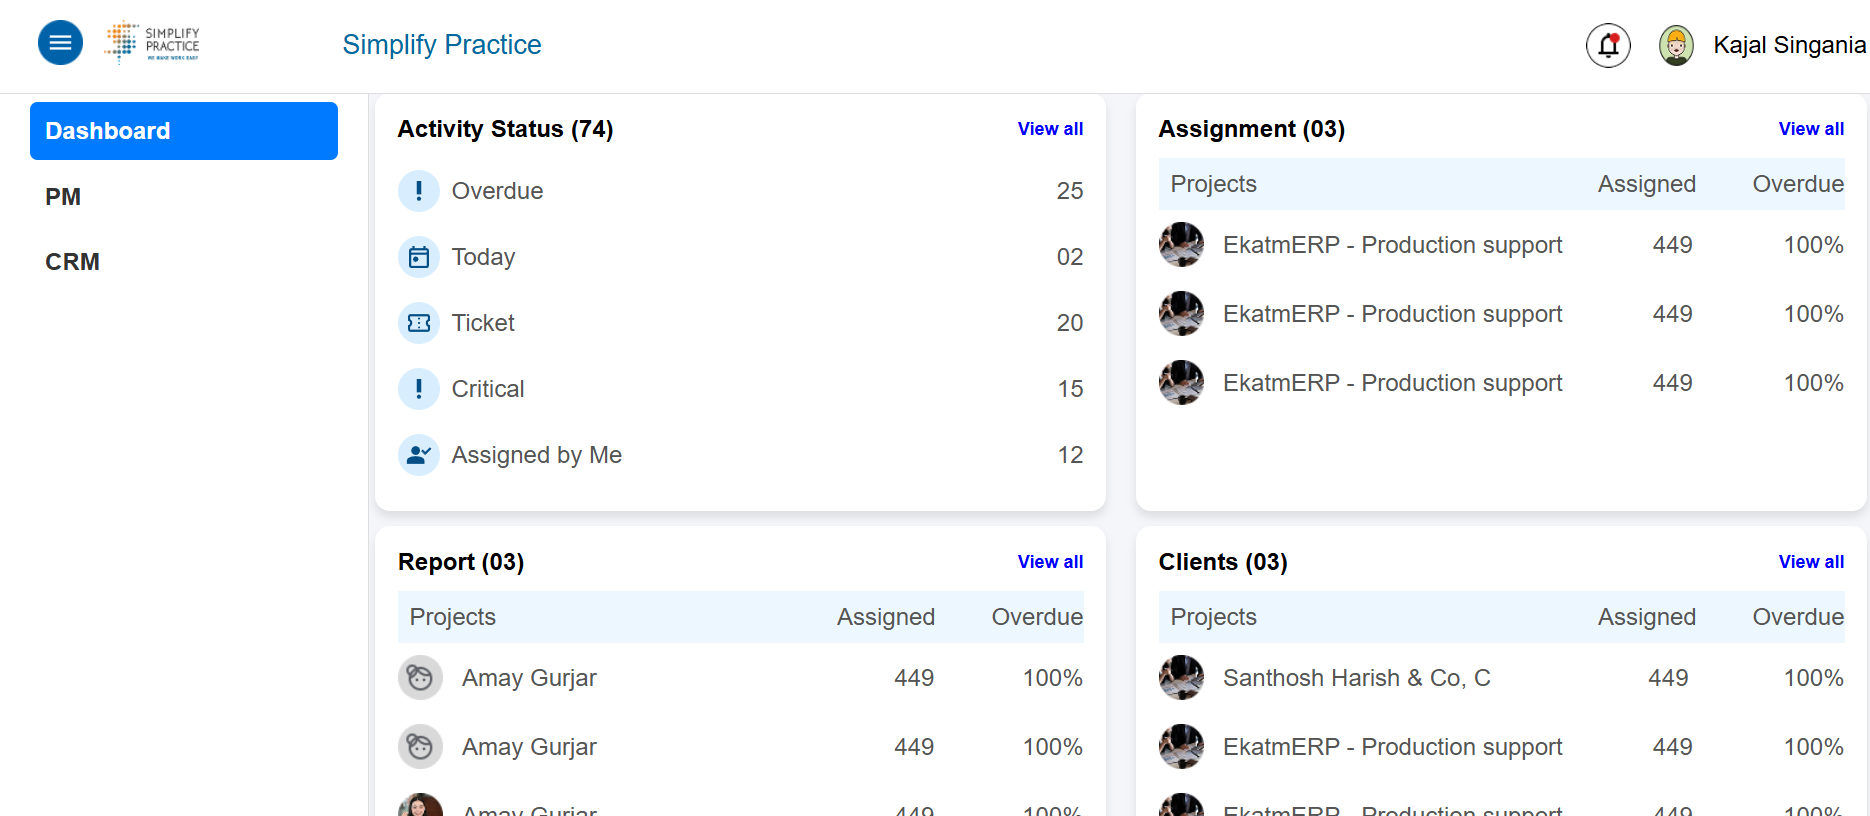 SIMPLIFY
PRACTICE
WE MAKE WORK EASY
Simplify Practice
Kajal Singania
Dashboard
PM
CRM
Activity Status (74) View all
Overdue 25
Today 02
Ticket 20
Critical 15
Assigned by Me 12
Assignment (03) View all
Projects Assigned Overdue
EkatmERP - Production support 449 100%
EkatmERP - Production support 449 100%
EkatmERP - Production support 449 100%
Report (03) View all
Projects Assigned Overdue
Amay Gurjar 449 100%
Amay Gurjar 449 100%
Amay Gurjar 449 100%
Clients (03) View all
Projects Assigned Overdue
Santhosh Harish & Co, C 449 100%
EkatmERP - Production support 449 100%
EkatmERP - Production support 449 100%